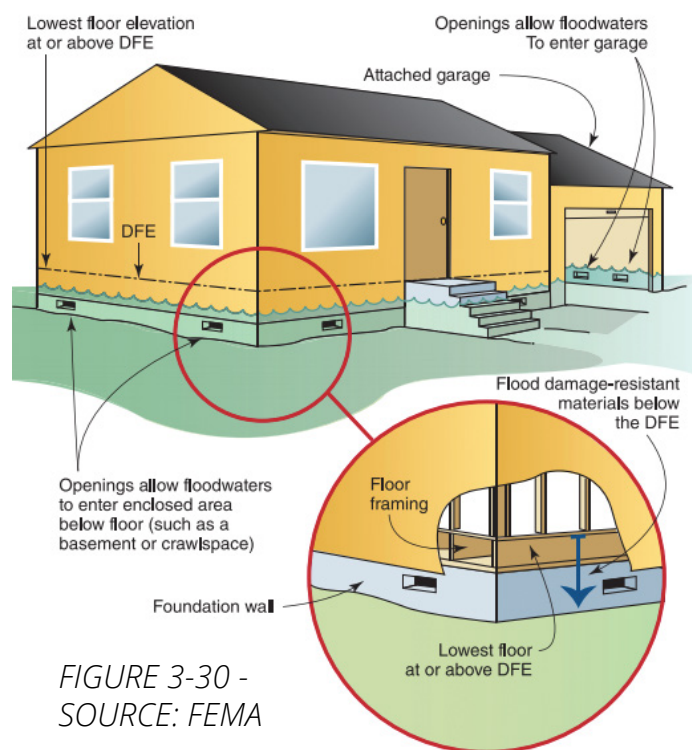 Lowest floor elevation
at or above DFE
Openings allow floodwaters
To enter garage
Attached garage
DFE
Flood damage-resistant
materials below
the DFE
Openings allow floodwaters
to enter enclosed area
below floor (such as a
basement or crawlspace)
Floor
framing
Foundation wall
Lowest floor
at or above DFE
FIGURE 3-30 -
SOURCE: FEMA